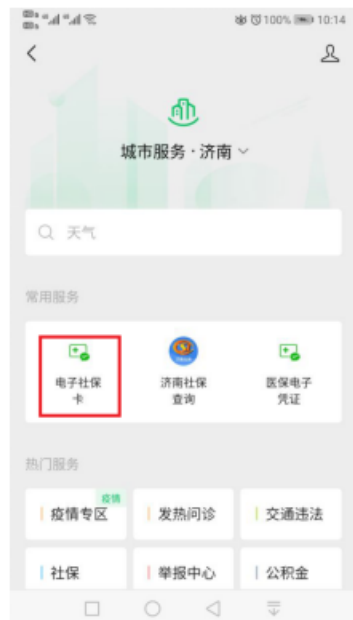 100% 10:14
城市服务·济南
天气
常用服务
电子社保
卡
济南社保
查询
医保电子
凭证
热门服务
疫情
疫情专区
发热问诊
交通违法
社保
举报中心
公积金